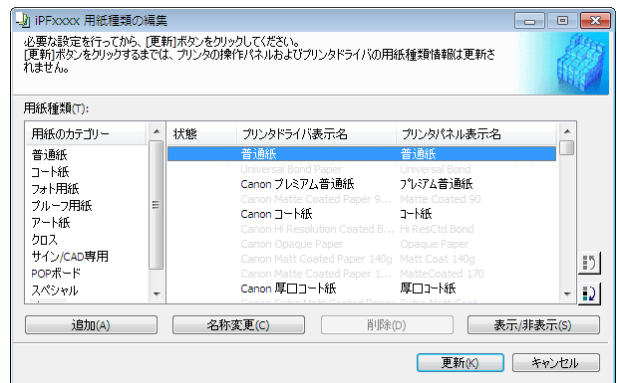 iPFxxxx 用紙種類の編集
必要な設定を行ってから、[更新]ボタンをクリックしてください。
[更新]ボタンをクリックするまでは、プリンタの操作パネルおよびプリンタドライバの用紙種類情報は更新さ
れません。
用紙種類(T):
用紙のカテゴリー
普通紙
コート紙
フォト用紙
プルーフ用紙
アート紙
クロス
サイン/CAD専用
POPボード
スペシャル
状態 プリンタドライバ表示名 プリンタパネル表示名
普通紙 普通紙
Universal Bond Paper Universal Bond
Canon プレミアム普通紙 プレミアム普通紙
Canon Matte Coated Paper 9... Matte Coated 90
Canon コート紙 コート紙
Canon Hi Resolution Coated B... Hi ResCtd Bond
Canon Opaque Paper Opaque Paper
Canon Matt Coated Paper 140g Matt Coat 140g
Canon Matte Coated Paper 1... MatteCoated 170
Canon 厚口コート紙 厚口コート紙
追加(A) 名称変更(C) 削除(D) 表示/非表示(S)
更新(K) キャンセル